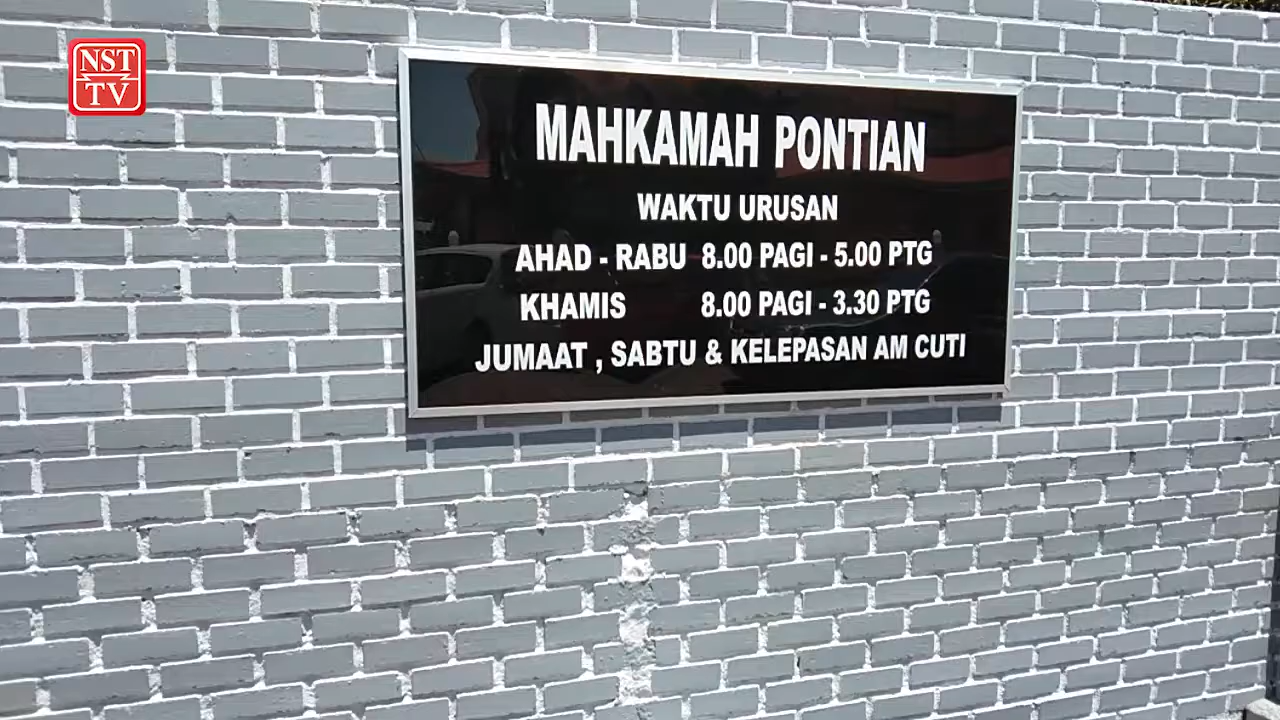 NST
TV
MAHKAMAH PONTIAN
WAKTU URUSAN
AHAD - RABU 8.00 PAGI - 5.00 PTG
KHAMIS 8.00 PAGI - 3.30 PTG
JUMAAT , SABTU & KELEPASAN AM CUTI